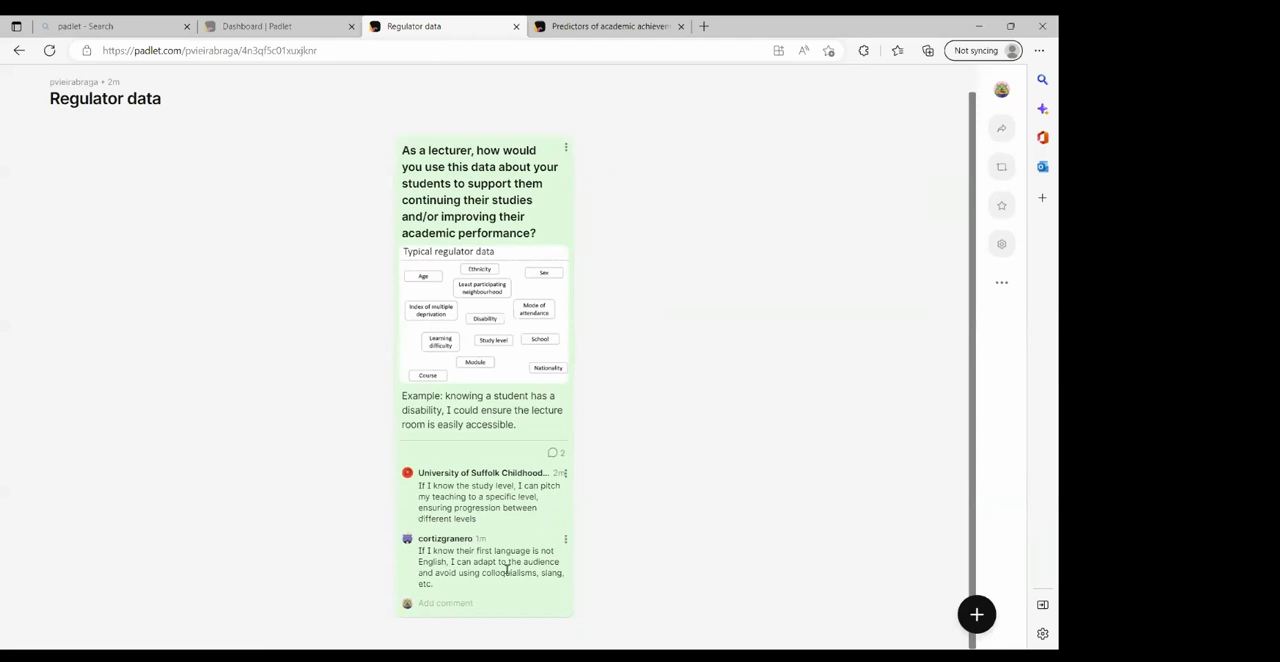 padlet - Search
Dashboard | Padlet
Regulator data
Predictors of academic achievem
https://padlet.com/pvieirabraga/4n3qf5c01xuxjknr
Not syncing
pvieirabraga • 2m
Regulator data
As a lecturer, how would
you use this data about your
students to support them
continuing their studies
and/or improving their
academic performance?
Typical regulator data
Age
Ethnicity
Sex
Least participating
neighbourhood
Index of multiple
deprivation
Mode of
attendance
Disability
Learning
difficulty
Study level
School
Module
Nationality
Course
Example: knowing a student has a
disability, I could ensure the lecture
room is easily accessible.
2
University of Suffolk Childhood... 2m
If I know the study level, I can pitch
my teaching to a specific level,
ensuring progression between
different levels
cortizgranero 1m
If I know their first language is not
English, I can adapt to the audience
and avoid using colloquialisms, slang,
etc.
Add comment